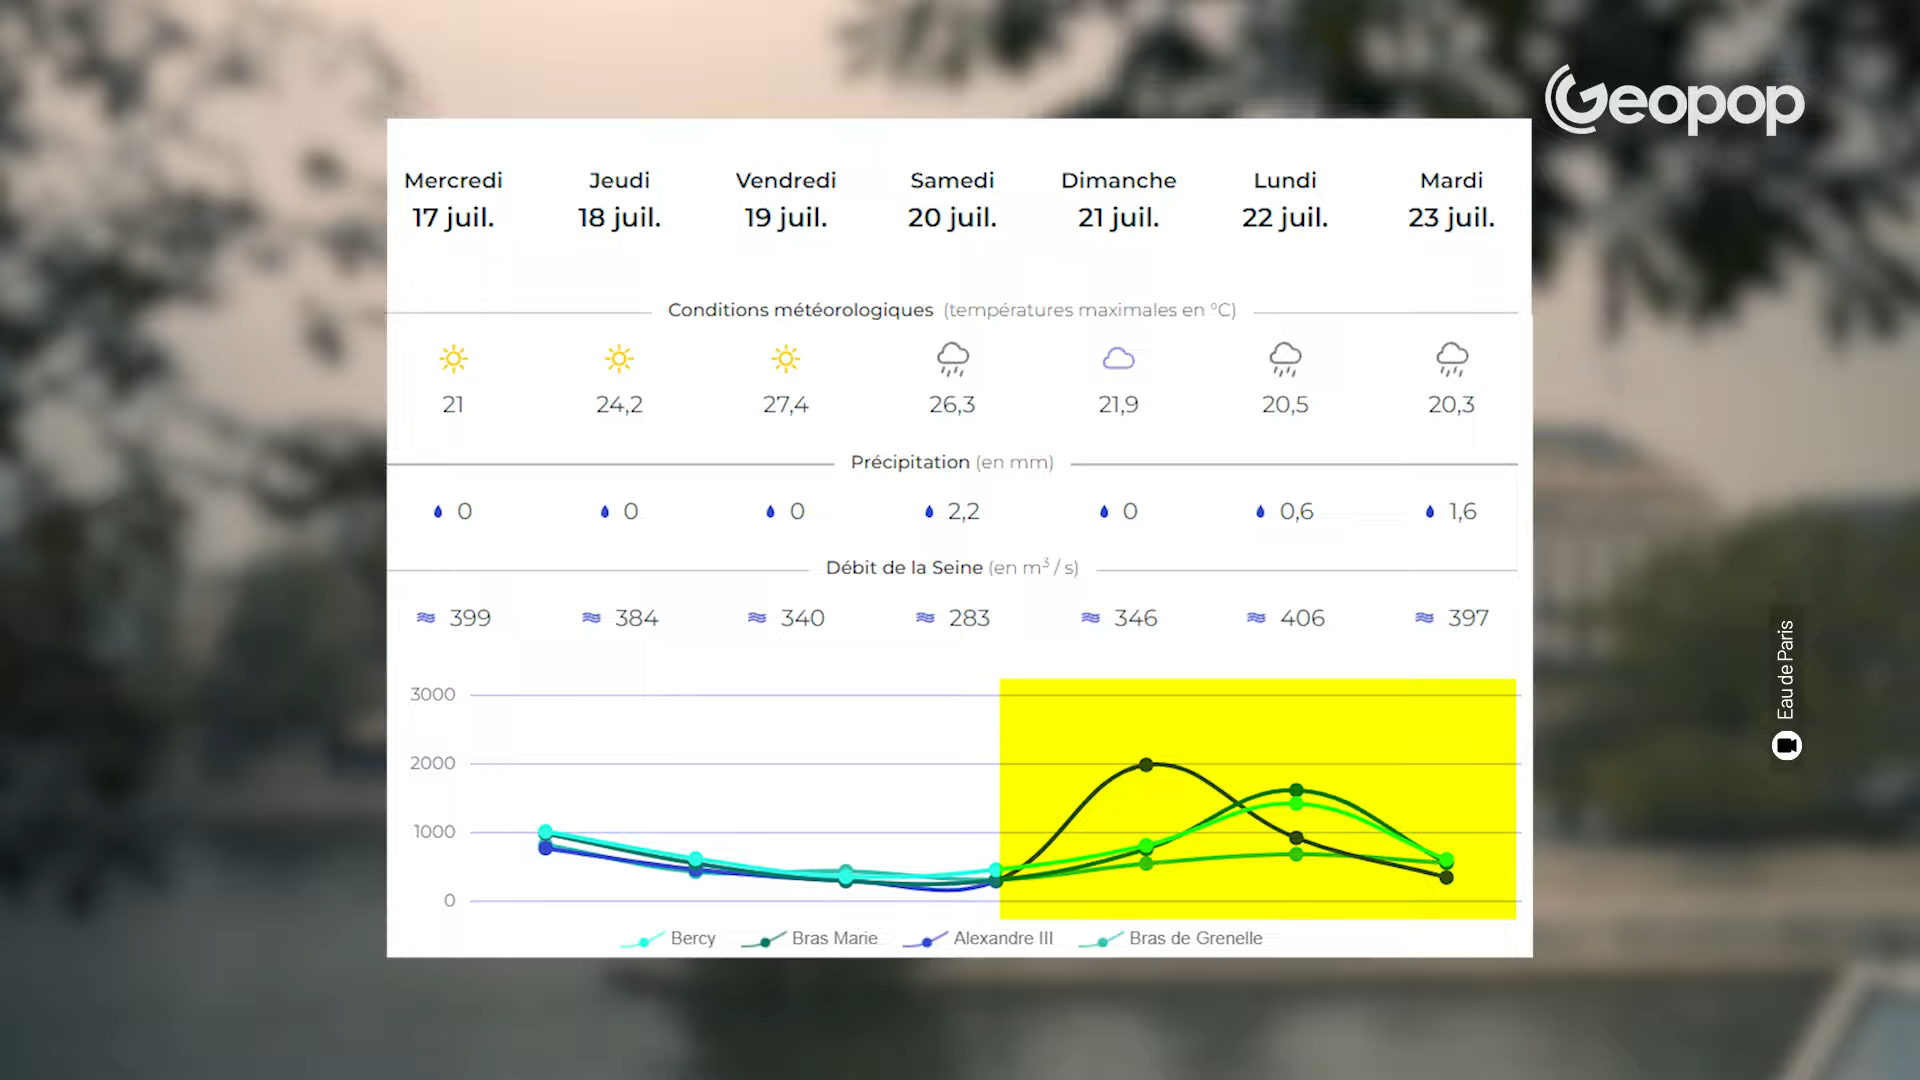 Geopop
Mercredi Jeudi Vendredi Samedi Dimanche Lundi Mardi
17 juil. 18 juil. 19 juil. 20 juil. 21 juil. 22 juil. 23 juil.
Conditions météorologiques (températures maximales en °C)
21 24,2 27,4 26,3 21,9 20,5 20,3
Précipitation (en mm)
0 0 0 2,2 0 0,6 1,6
Débit de la Seine (en m³ / s)
399 384 340 283 346 406 397
3000
2000
1000
0
Bercy Bras Marie Alexandre III Bras de Grenelle
Eau de Paris